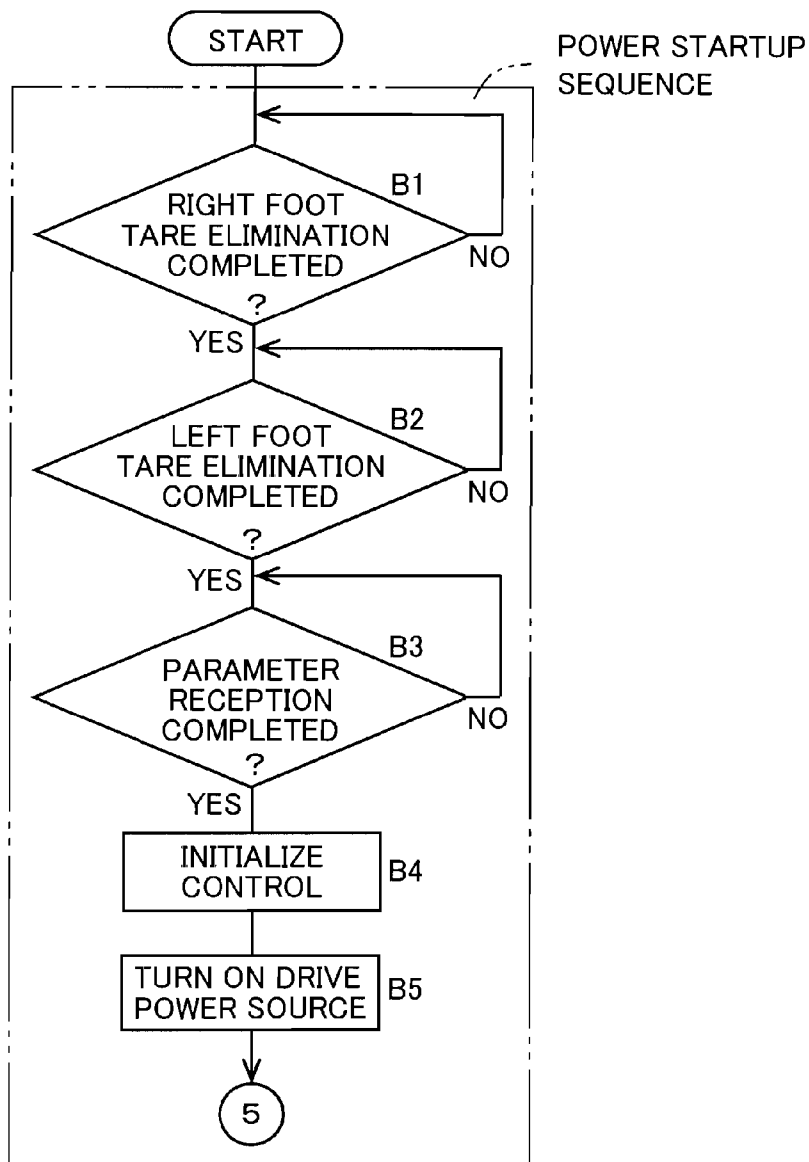 START
POWER STARTUP
SEQUENCE
B1
RIGHT FOOT
TARE ELIMINATION
COMPLETED
?
NO
YES
B2
LEFT FOOT
TARE ELIMINATION
COMPLETED
?
NO
YES
B3
PARAMETER
RECEPTION
COMPLETED
?
NO
YES
INITIALIZE
CONTROL
B4
TURN ON DRIVE
POWER SOURCE
B5
5